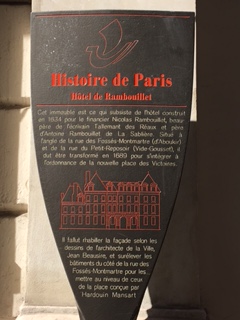 Histoire de Paris
Hôtel de Rambouillet
Cet immeuble est ce qui subsiste de l'hôtel construit
en 1634 pour le financier Nicolas Rambouillet, beau-
père de l'écrivain Tallemant des Réaux et père
d'Antoine Rambouillet de La Sablière. Situé à
l'angle de la rue des Fossés-Montmartre (d'Aboukir)
et de la rue du Petit-Reposoir (Vide-Gousset), il
dut être transformé en 1689 pour s'intégrer à
l'ordonnance de la nouvelle place des Victoires.
Il fallut rhabiller la façade selon les
dessins de l'architecte de la Ville,
Jean Beausire, et surélever les
bâtiments du côté de la rue des
Fossés-Montmartre pour les
mettre au niveau de ceux
de la place conçue par
Hardouin Mansart